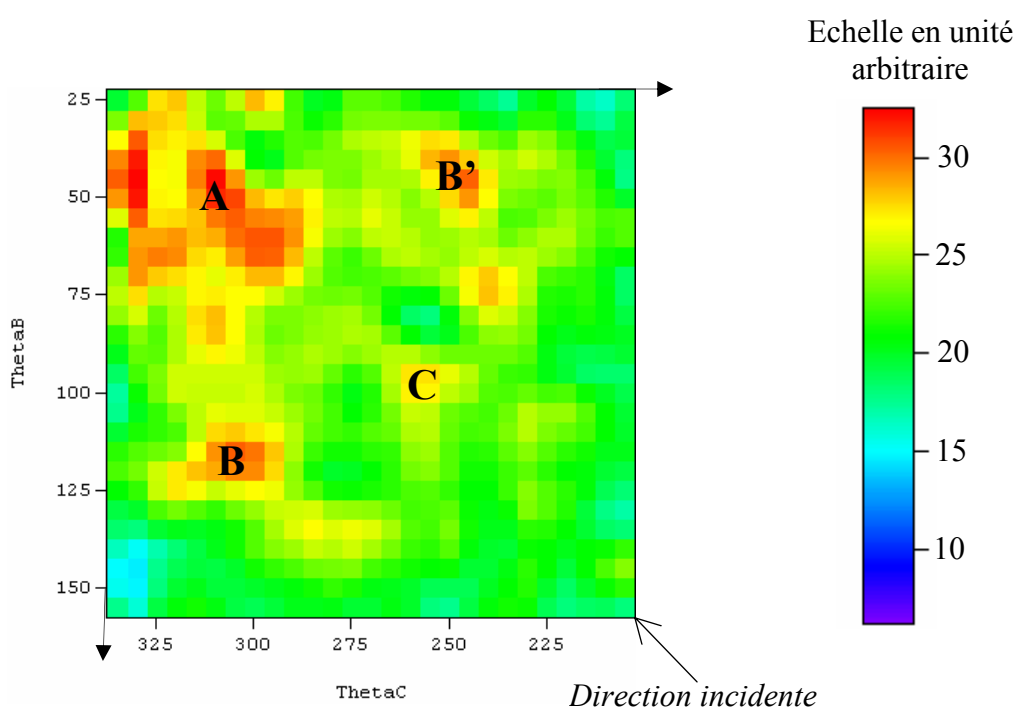 Echelle en unité
arbitraire
25
50
75
100
125
150
ThetaB
A
B'
C
B
325
300
275
250
225
ThetaC
Direction incidente
30
25
20
15
10